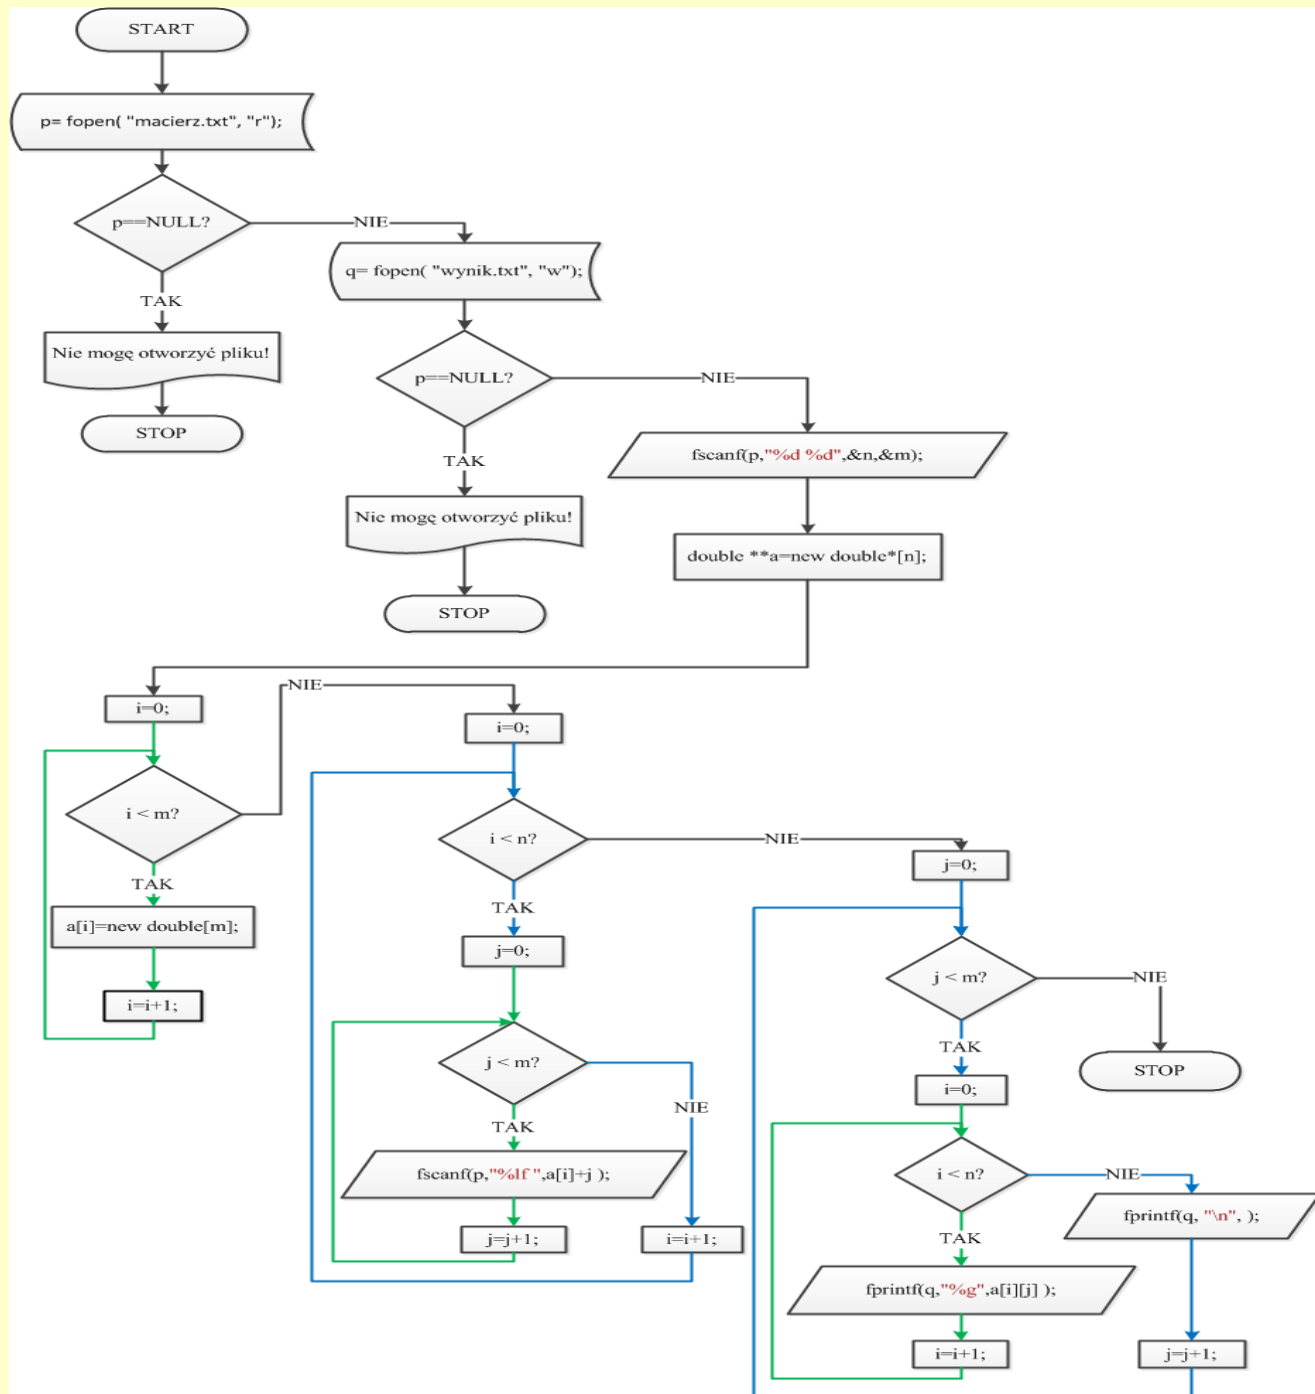 START
p= fopen( "macierz.txt", "r");
p==NULL?
NIE
TAK
Nie mogę otworzyć pliku!
STOP
q= fopen( "wynik.txt", "w");
p==NULL?
NIE
TAK
Nie mogę otworzyć pliku!
STOP
fscanf(p,"%d %d",&n,&m);
double **a=new double*[n];
i=0;
i < m?
NIE
TAK
a[i]=new double[m];
i=i+1;
i=0;
i < n?
NIE
TAK
j=0;
j < m?
NIE
TAK
fscanf(p,"%lf ",a[i]+j );
j=j+1;
i=i+1;
j=0;
j < m?
NIE
STOP
TAK
i=0;
i < n?
NIE
TAK
fprintf(q,"%g",a[i][j] );
i=i+1;
fprintf(q, "\n", );
j=j+1;